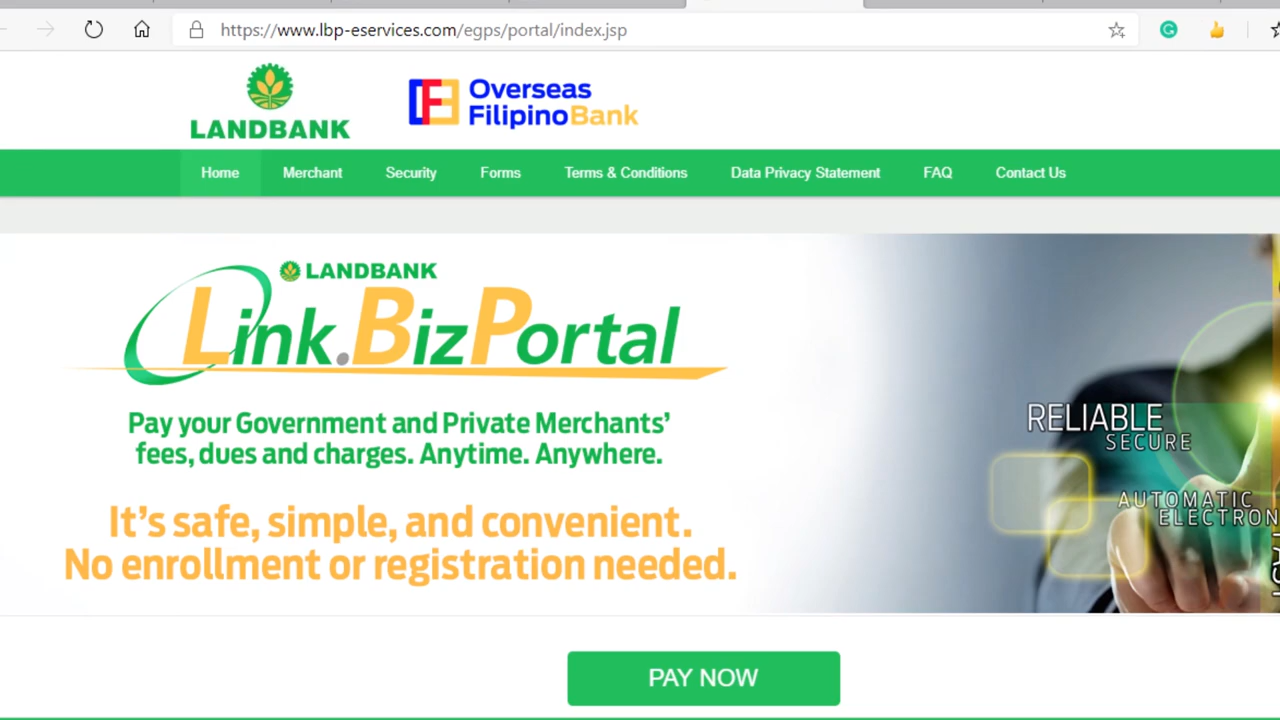 https://www.lbp-eservices.com/egps/portal/index.jsp
LANDBANK
Overseas
FilipinoBank
Home Merchant Security Forms Terms & Conditions Data Privacy Statement FAQ Contact Us
LANDBANK
Link.BizPortal
Pay your Government and Private Merchants'
fees, dues and charges. Anytime. Anywhere.
It's safe, simple, and convenient.
No enrollment or registration needed.
RELIABLE
SECURE
AUTOMATIC
ELECTRON
PAY NOW